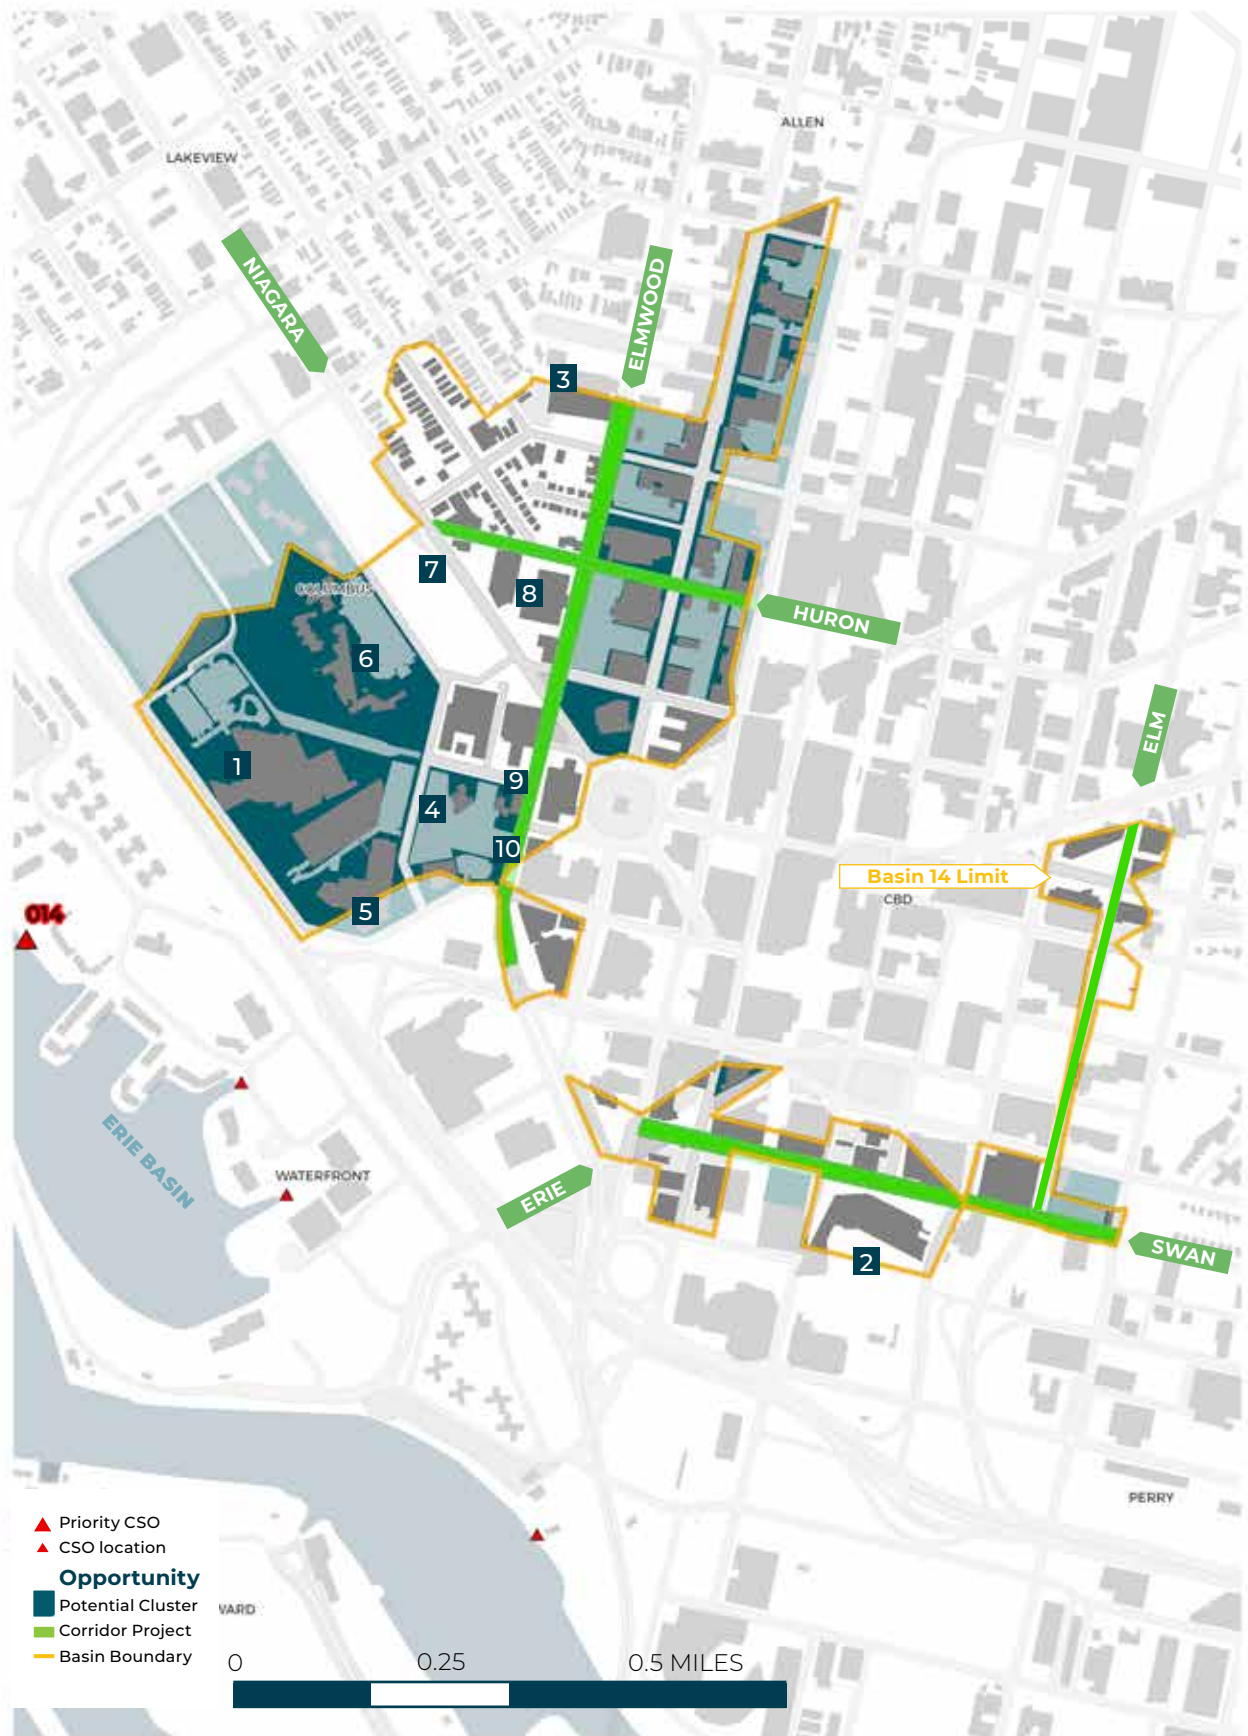 ALLEN
LAKEVIEW
NIAGARA
ELMWOOD
3
7
8
COLUMBUS
HURON
6
ELM
1
9
4
10
Basin 14 Limit
CBD
5
014
ERIE BASIN
WATERFRONT
ERIE
SWAN
2
PERRY
Priority CSO
CSO location
Opportunity
Potential Cluster
Corridor Project
Basin Boundary
WARD
0
0.25
0.5 MILES